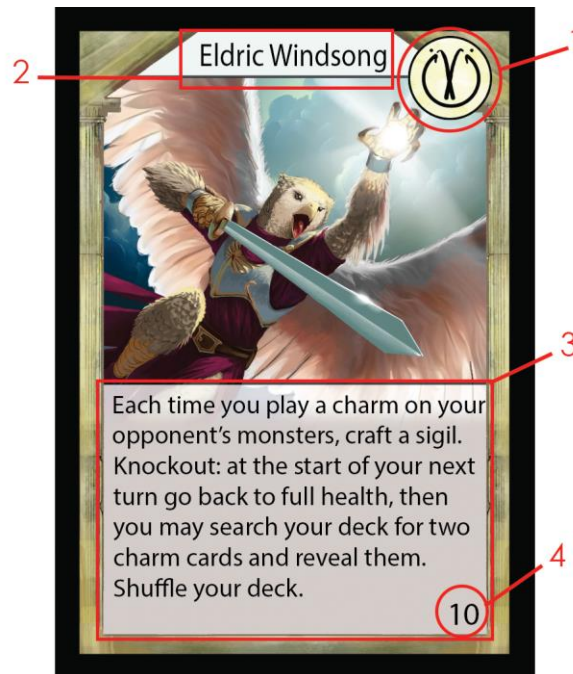 1
2
Eldric Windsong
3
Each time you play a charm on your
opponent's monsters, craft a sigil.
Knockout: at the start of your next
turn go back to full health, then
you may search your deck for two
charm cards and reveal them.
Shuffle your deck.
4
10